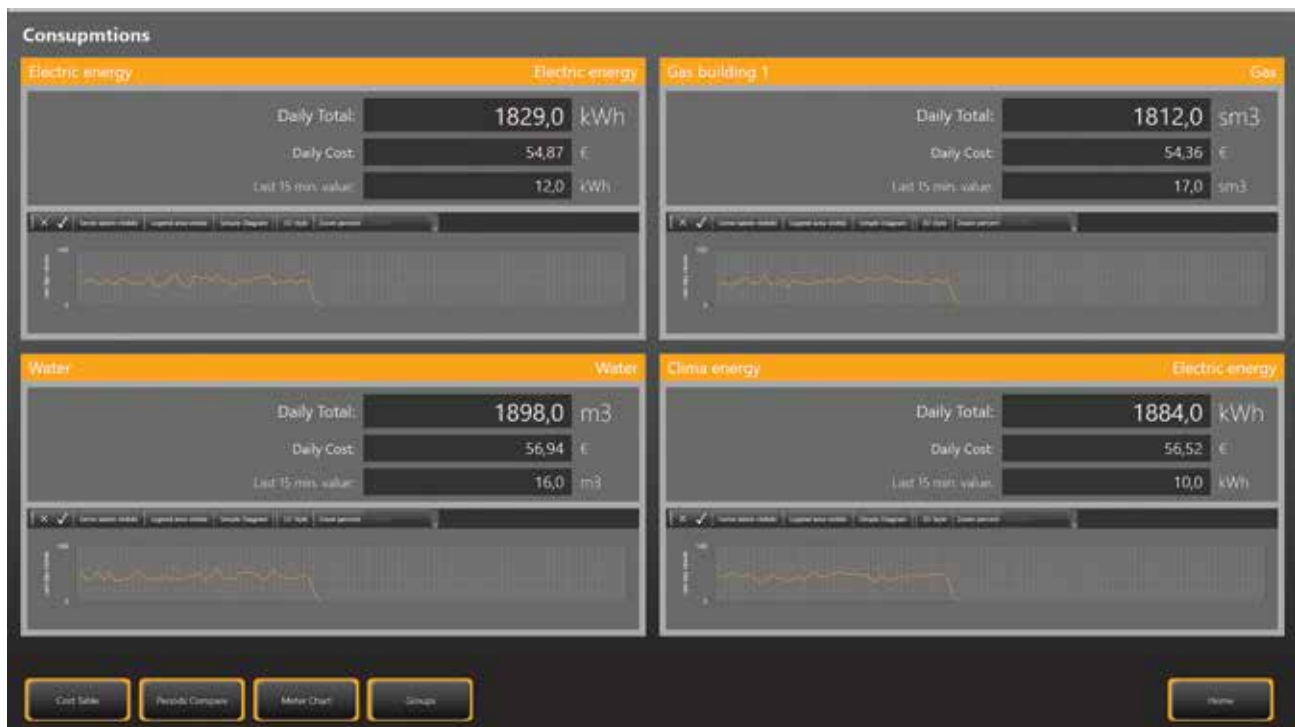 Consupmtions
Electric energy Electric energy
Daily Total: 1829,0 kWh
Daily Cost: 54,87 €
Last 15 min. value: 12,0 kWh
Gas building 1 Gas
Daily Total: 1812,0 sm3
Daily Cost: 54,36 €
Last 15 min. value: 17,0 sm3
Water Water
Daily Total: 1898,0 m3
Daily Cost: 56,94 €
Last 15 min. value: 16,0 m3
Clima energy Electric energy
Daily Total: 1884,0 kWh
Daily Cost: 56,52 €
Last 15 min. value: 10,0 kWh
Cost Table Periods Compare Meter Chart Groups Home